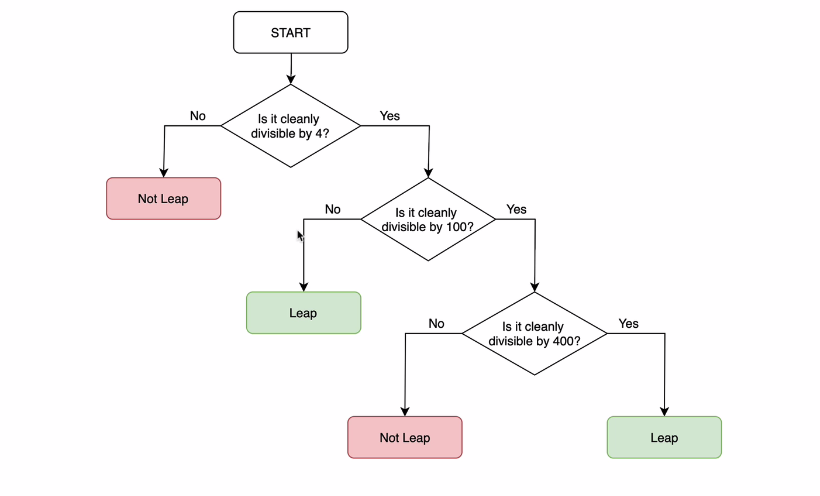 START
No
Is it cleanly
divisible by 4?
Yes
Not Leap
No
Is it cleanly
divisible by 100?
Yes
Leap
No
Is it cleanly
divisible by 400?
Yes
Not Leap
Leap